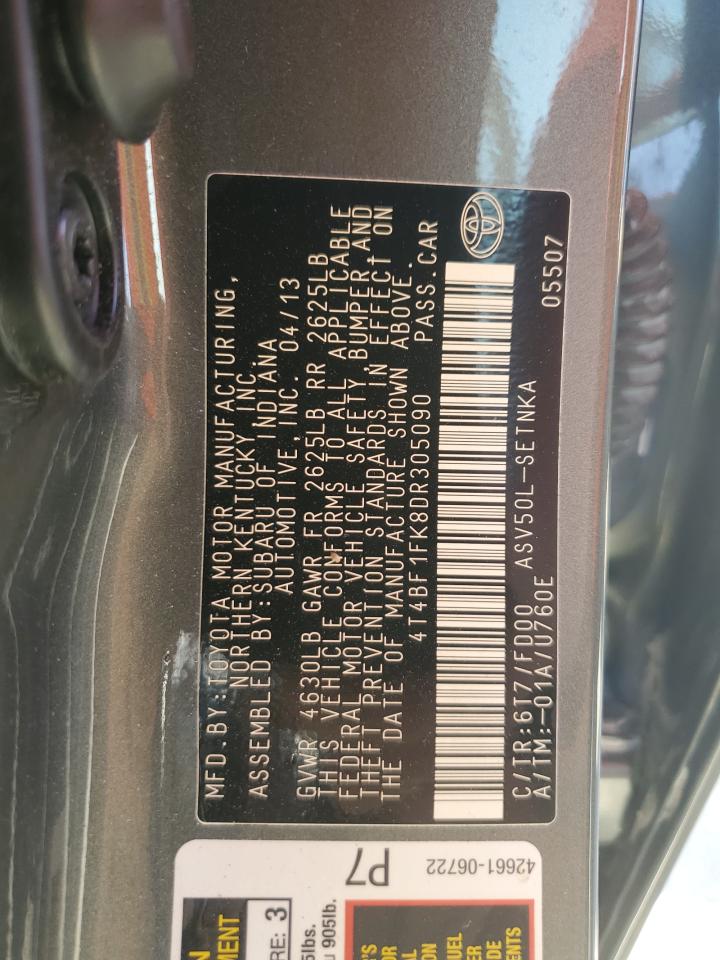 MFD.BY:TOYOTA MOTOR MANUFACTURING,
NORTHERN KENTUCKY INC.
ASSEMBLED BY:SUBARU OF INDIANA
AUTOMOTIVE,INC. 04/13
GVWR 4630LB GAWR FR 2625LB RR 2625LB
THIS VEHICLE CONFORMS TO ALL APPLICABLE
FEDERAL MOTOR VEHICLE SAFETY,BUMPER,AND
THEFT PREVENTION STANDARDS IN EFFECT ON
THE DATE OF MANUFACTURE SHOWN ABOVE.
4T4BF1FK8DR305090 PASS.CAR
C/TR:6T7/FD00 ASV50L-SETNKA 05507
A/TM:-01A/U760E
P7
42661-06722
3
905lb.